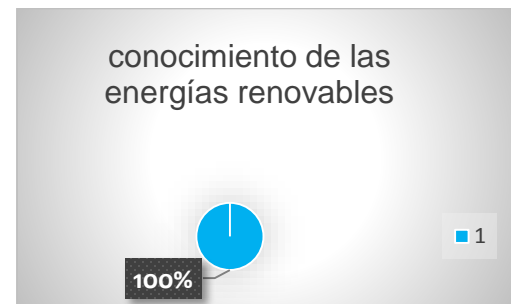 conocimiento de las
energías renovables
1
100%